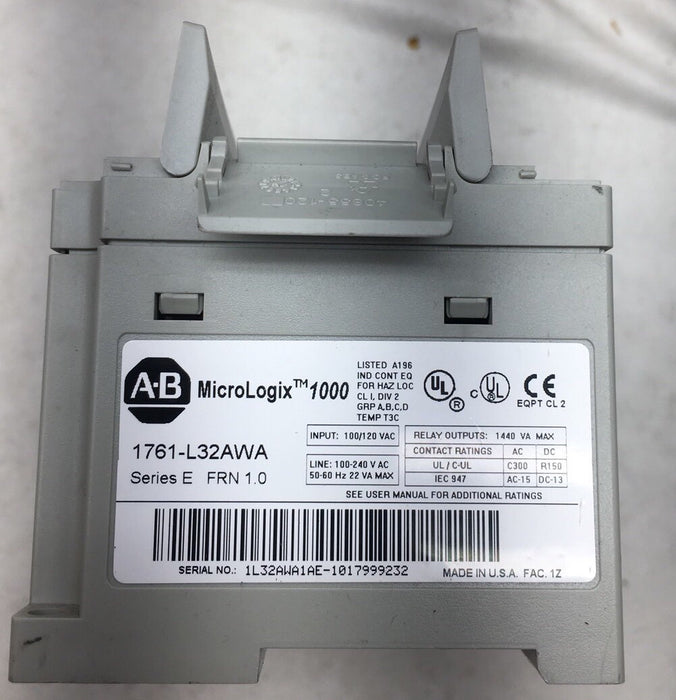 A·B
MicroLogix™1000
LISTED A196
IND CONT EQ
FOR HAZ LOC
CL I, DIV 2
GRP A,B,C,D
TEMP T3C
UL
®
C UL
CE
EQPT CL 2
1761-L32AWA
Series E FRN 1.0
INPUT: 100/120 VAC
LINE: 100-240 V AC
50-60 Hz 22 VA MAX
RELAY OUTPUTS: 1440 VA MAX
CONTACT RATINGS AC DC
UL / C-UL C300 R150
IEC 947 AC-15 DC-13
SEE USER MANUAL FOR ADDITIONAL RATINGS
SERIAL NO.: 1L32AWA1AE-1017999232
MADE IN U.S.A. FAC. 1Z